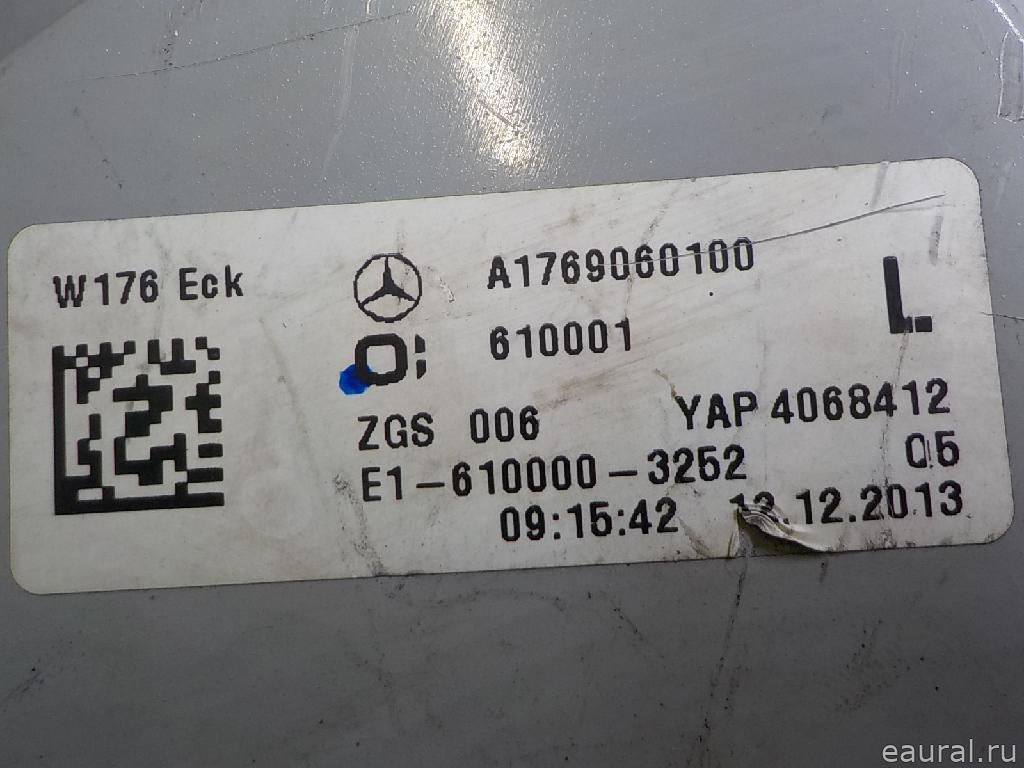 W176 Eck
A1769060100
L
610001
ZGS 006
YAP 4068412
E1-610000-3252
05
09:15:42 .12.2013
eaural.ru